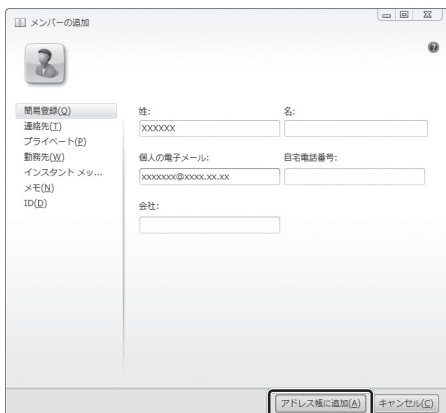 メンバーの追加
簡易登録(Q)
連絡先(T)
プライベート(P)
勤務先(W)
インスタント メッ...
メモ(N)
ID(D)
姓:
名:
XXXXXX
個人の電子メール:
自宅電話番号:
xxxxxxx@xxxx.xx.xx
会社:
アドレス帳に追加(A)
キャンセル(C)